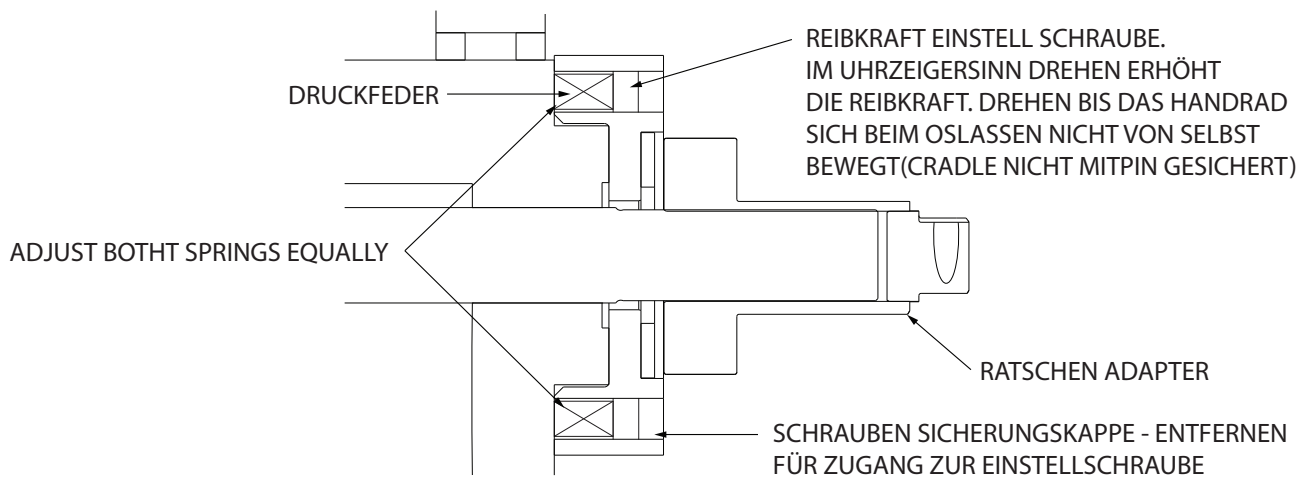 REIBKRAFT EINSTELL SCHRAUBE.
IM UHRZEIGERSINN DREHEN ERHÖHT
DIE REIBKRAFT. DREHEN BIS DAS HANDRAD
SICH BEIM OSLASSEN NICHT VON SELBST
BEWEGT(CRADLE NICHT MITPIN GESICHERT)
DRUCKFEDER
ADJUST BOTHT SPRINGS EQUALLY
RATSCHEN ADAPTER
SCHRAUBEN SICHERUNGSKAPPE - ENTFERNEN
FÜR ZUGANG ZUR EINSTELLSCHRAUBE